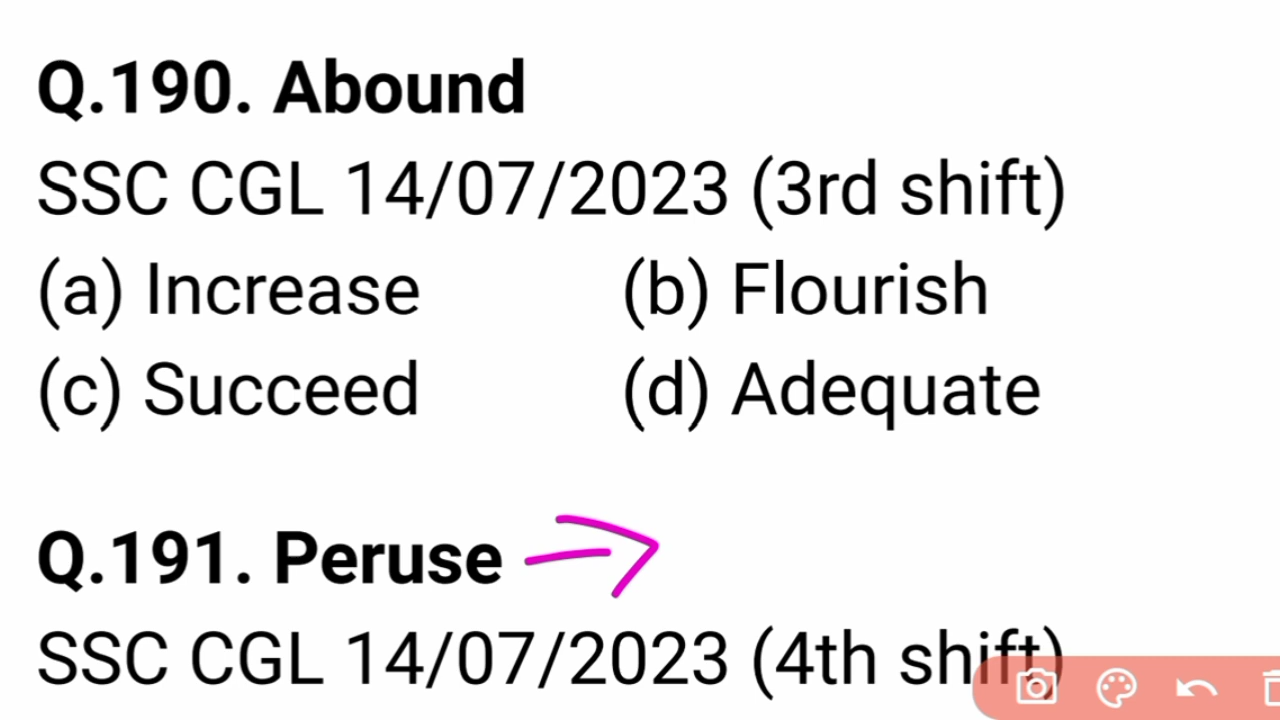 Q.190. Abound
SSC CGL 14/07/2023 (3rd shift)
(a) Increase (b) Flourish
(c) Succeed (d) Adequate
Q.191. Peruse
SSC CGL 14/07/2023 (4th shift)